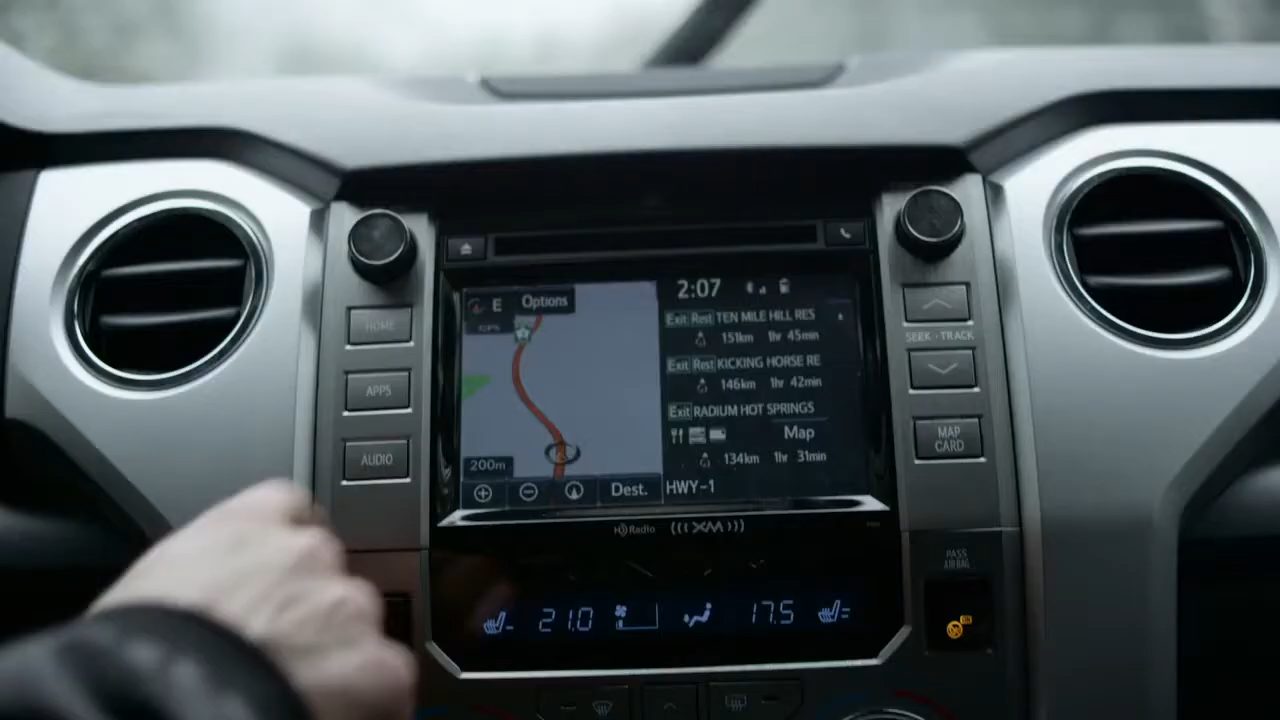 HOME
APPS
AUDIO
E
Options
GPS
200m
Dest.
2:07
Exit Rest TEN MILE HILL RES
151km 1hr 45min
Exit Rest KICKING HORSE RE
146km 1hr 42min
Exit RADIUM HOT SPRINGS
Map
134km 1hr 31min
HWY-1
SEEK · TRACK
MAP
CARD
HD Radio ((( XM )))
PASS
AIR BAG
21.0 17.5